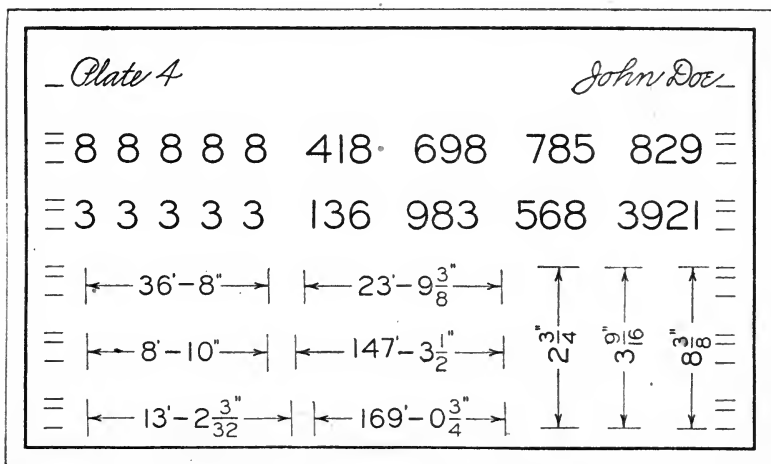 Plate 4 John Doe
8 8 8 8 8 418 698 785 829
3 3 3 3 3 136 983 568 3921
36'-8" 23'-9 3/8"
8'-10" 147'-3 1/2" 2 3/4" 3 9/16" 8 3/8"
13'-2 3/32" 169'-0 3/4"